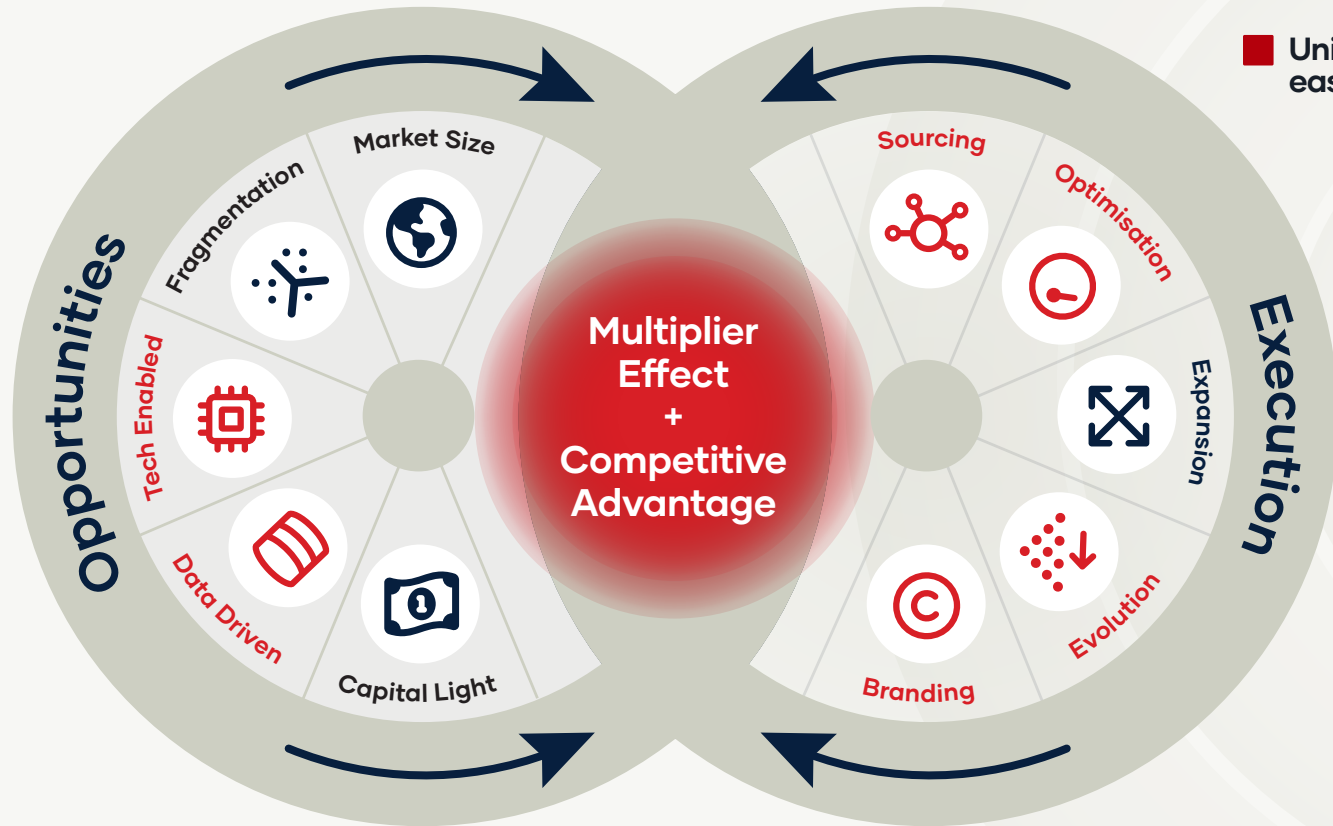 Opportunities
Market Size
Fragmentation
Tech Enabled
Data Driven
Capital Light
Multiplier
Effect
+
Competitive
Advantage
Sourcing
Optimisation
Expansion
Evolution
Branding
Execution